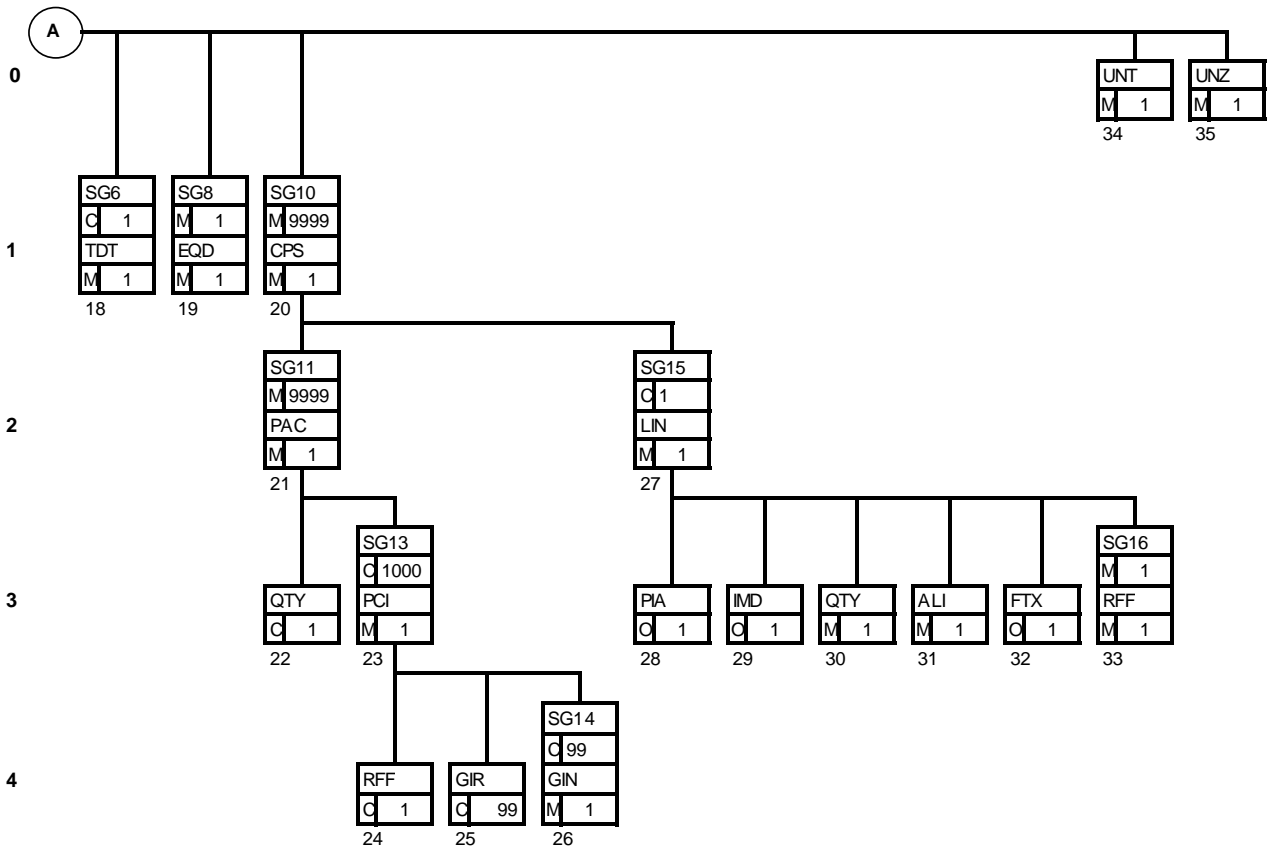 A
0
UNT
UNZ
M 1
M 1
34
35
SG6
SG8
SG10
C 1
M 1
M 9999
1
TDT
EQD
CPS
M 1
M 1
M 1
18
19
20
SG11
SG15
M 9999
C 1
2
PAC
LIN
M 1
M 1
21
27
SG13
SG16
C 1000
M 1
3
QTY
PCI
PIA
IMD
QTY
ALI
FTX
RFF
C 1
M 1
O 1
O 1
M 1
M 1
O 1
M 1
22
23
28
29
30
31
32
33
SG14
C 99
4
RFF
GIR
GIN
C 1
C 99
M 1
24
25
26